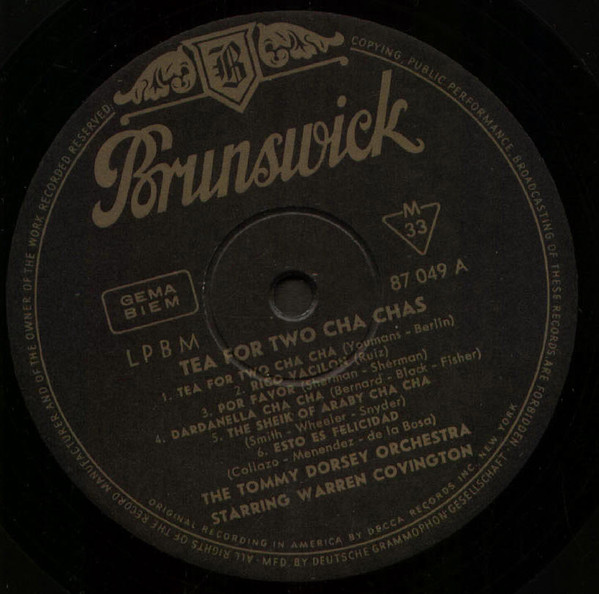 B
Brunswick
M
33
87 049 A
GEMA
BIEM
LPBM
TEA FOR TWO CHA CHAS
1. TEA FOR TWO CHA CHA (Youmans - Berlin)
2. RICO VACILON (Ruiz)
3. POR FAVOR (Sherman - Sherman)
4. DARDANELLA CHA CHA (Bernard - Black - Fisher)
5. THE SHEIK OF ARABY CHA CHA
(Smith - Wheeler - Snyder)
6. ESTO ES FELICIDAD
(Collazo - Menendez - de la Bosa)
THE TOMMY DORSEY ORCHESTRA
STARRING WARREN COVINGTON
ORIGINAL RECORDING IN AMERICA BY DECCA RECORDS INC. NEW YORK
MFD. BY DEUTSCHE GRAMMOPHON-GESELLSCHAFT · ALL RIGHTS OF THE RECORD MANUFACTURER AND OF THE OWNER OF THE WORK RECORDED RESERVED.
COPYING, PUBLIC PERFORMANCE, BROADCASTING OF THESE RECORDS ARE FORBIDDEN.